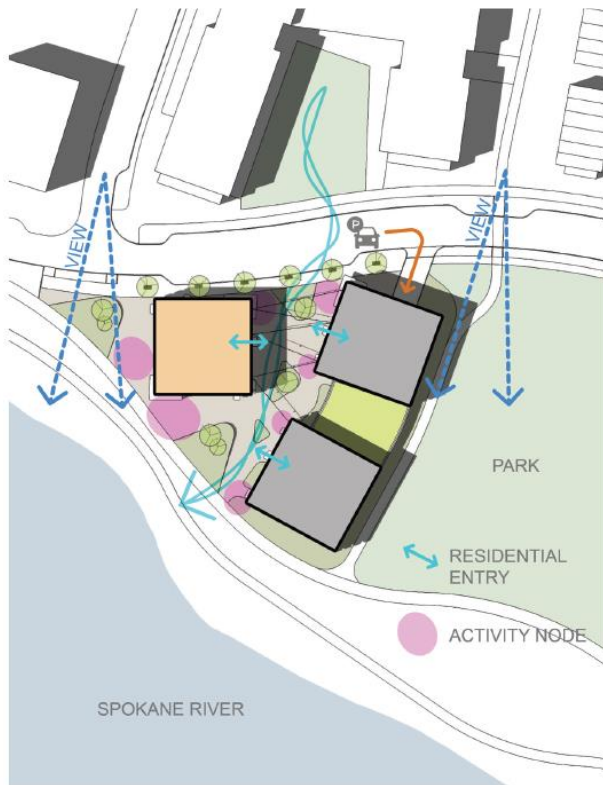 P
VIEW
VIEW
PARK
RESIDENTIAL
ENTRY
ACTIVITY NODE
SPOKANE RIVER